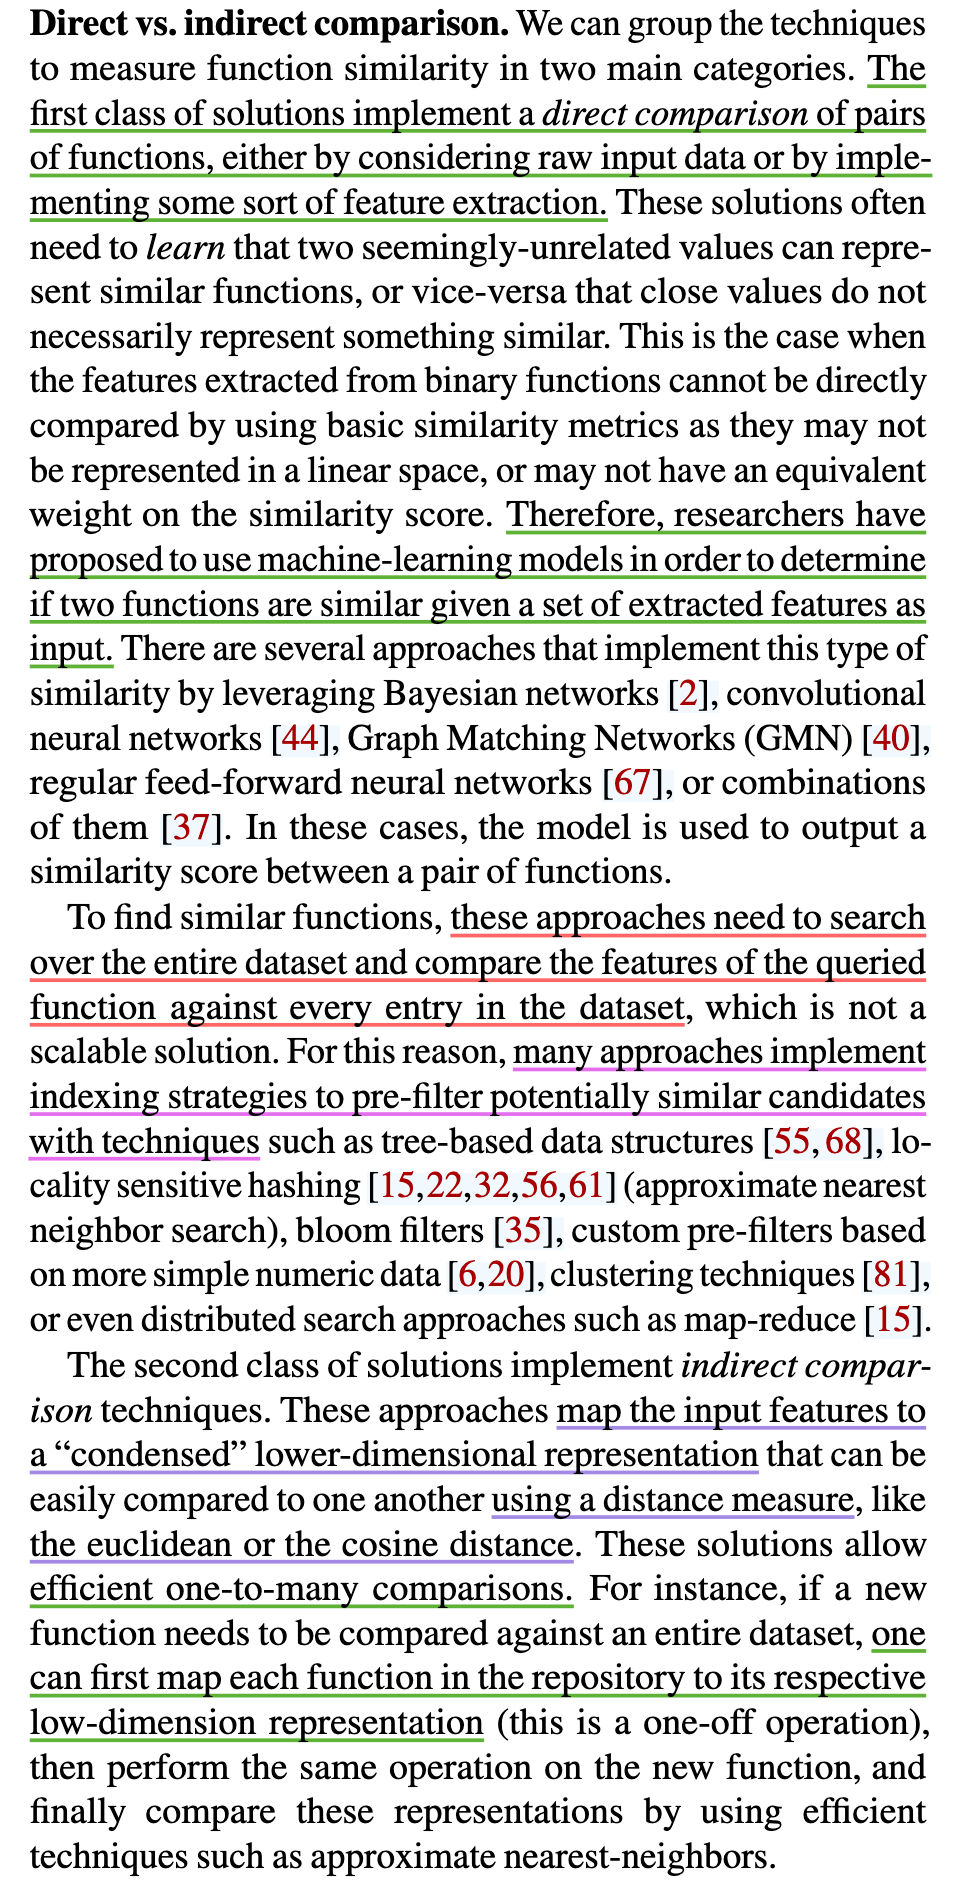 Direct vs. indirect comparison. We can group the techniques
to measure function similarity in two main categories. The
first class of solutions implement a direct comparison of pairs
of functions, either by considering raw input data or by imple-
menting some sort of feature extraction. These solutions often
need to learn that two seemingly-unrelated values can repre-
sent similar functions, or vice-versa that close values do not
necessarily represent something similar. This is the case when
the features extracted from binary functions cannot be directly
compared by using basic similarity metrics as they may not
be represented in a linear space, or may not have an equivalent
weight on the similarity score. Therefore, researchers have
proposed to use machine-learning models in order to determine
if two functions are similar given a set of extracted features as
input. There are several approaches that implement this type of
similarity by leveraging Bayesian networks [2], convolutional
neural networks [44], Graph Matching Networks (GMN) [40],
regular feed-forward neural networks [67], or combinations
of them [37]. In these cases, the model is used to output a
similarity score between a pair of functions.
To find similar functions, these approaches need to search
over the entire dataset and compare the features of the queried
function against every entry in the dataset, which is not a
scalable solution. For this reason, many approaches implement
indexing strategies to pre-filter potentially similar candidates
with techniques such as tree-based data structures [55, 68], lo-
cality sensitive hashing [15,22,32,56,61] (approximate nearest
neighbor search), bloom filters [35], custom pre-filters based
on more simple numeric data [6,20], clustering techniques [81],
or even distributed search approaches such as map-reduce [15].
The second class of solutions implement indirect compar-
ison techniques. These approaches map the input features to
a “condensed” lower-dimensional representation that can be
easily compared to one another using a distance measure, like
the euclidean or the cosine distance. These solutions allow
efficient one-to-many comparisons. For instance, if a new
function needs to be compared against an entire dataset, one
can first map each function in the repository to its respective
low-dimension representation (this is a one-off operation),
then perform the same operation on the new function, and
finally compare these representations by using efficient
techniques such as approximate nearest-neighbors.